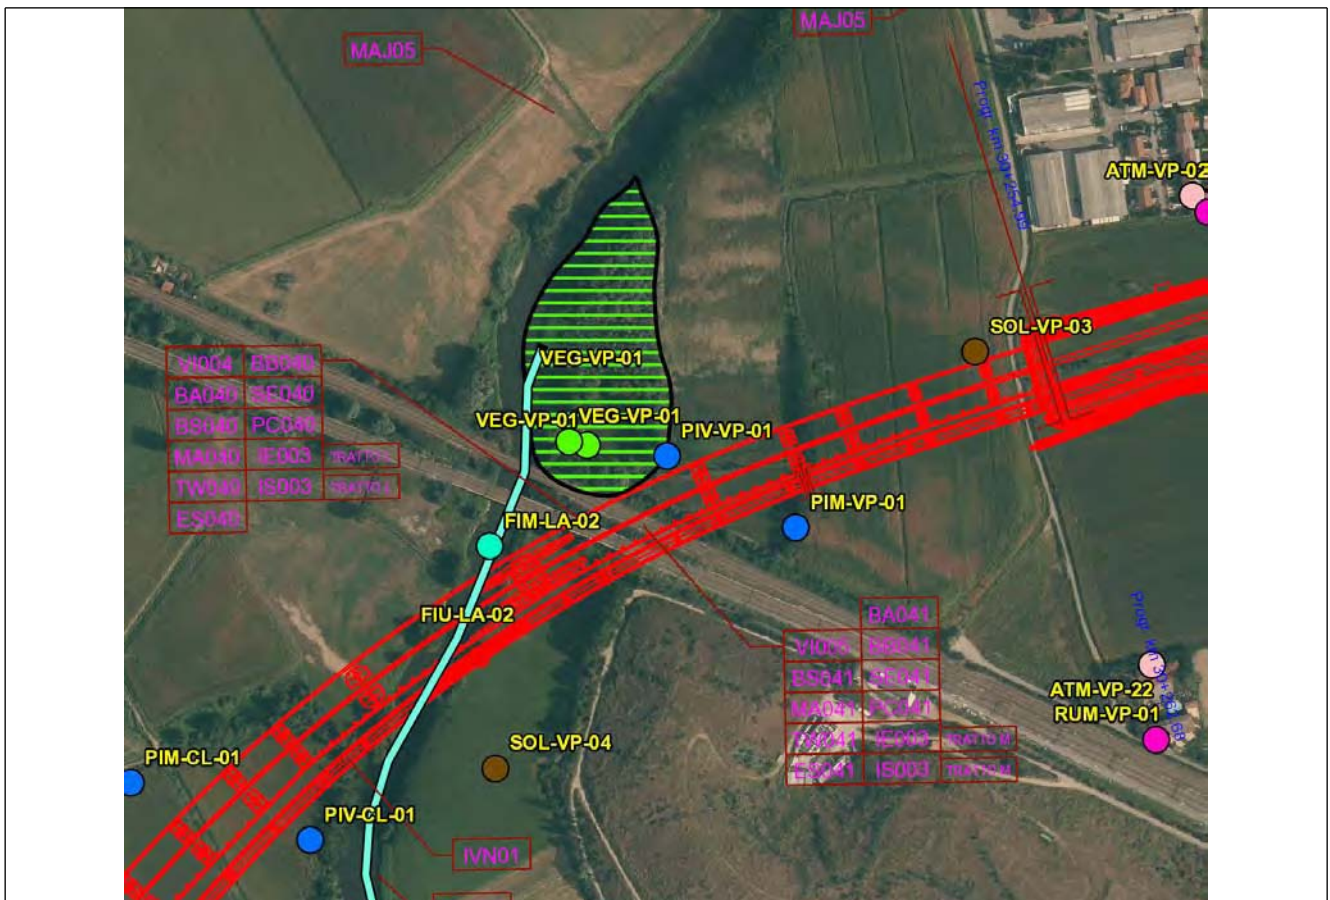 MAJ05
MAJ05
ATM-VP-02
SOL-VP-03
VI004 BB040
BA040 SE040
BS040 PC040
MA040 IE003
TW040 IS003
ES040
VEG-VP-01
VEG-VP-01
VEG-VP-01
PIV-VP-01
PIM-VP-01
FIM-LA-02
FIU-LA-02
BA041
VI005 BB041
BS041 SE041
MA041 PC041
IE003 TRATTO M
ES041 IS003 TRATTO M
ATM-VP-22
RUM-VP-01
SOL-VP-04
PIM-CL-01
PIV-CL-01
IVN01